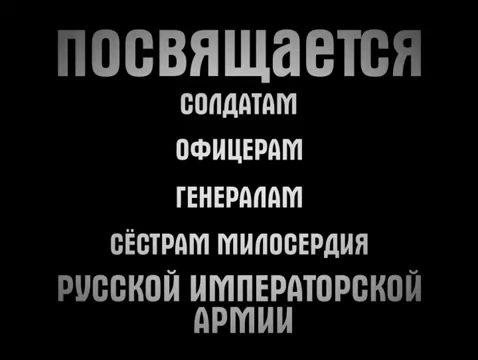 посвящается
СОЛДАТАМ
ОФИЦЕРАМ
ГЕНЕРАЛАМ
СЁСТРАМ МИЛОСЕРДИЯ
РУССКОЙ ИМПЕРАТОРСКОЙ
АРМИИ